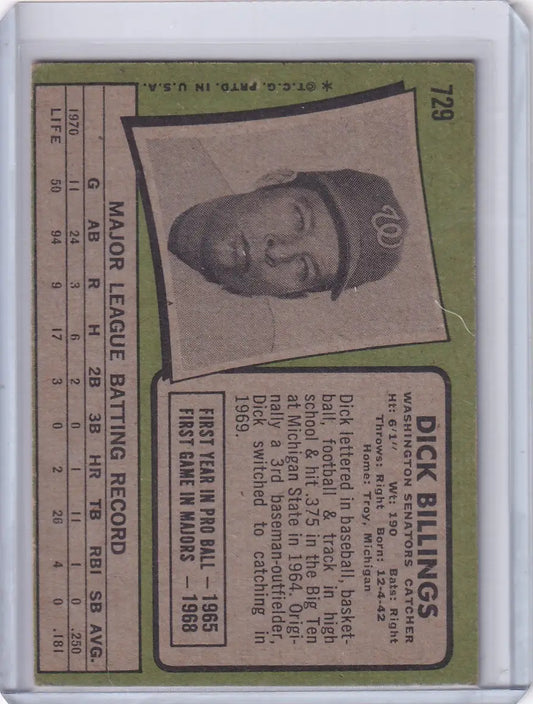 729
*©T.C.G. PRTD. IN U.S.A.
W
DICK BILLINGS
WASHINGTON SENATORS CATCHER
Ht: 6'1" Wt: 190 Bats: Right
Throws: Right Born: 12-4-42
Home: Troy, Michigan
Dick lettered in baseball, basket-
ball, football & track in high
school & hit .375 in the Big Ten
at Michigan State in 1964. Origi-
nally a 3rd baseman-outfielder,
Dick switched to catching in
1969.
FIRST YEAR IN PRO BALL — 1965
FIRST GAME IN MAJORS — 1968
MAJOR LEAGUE BATTING RECORD
G AB R H 2B 3B HR TB RBI SB AVG.
1970 11 24 3 6 2 0 1 11 1 0 .250
LIFE 50 94 9 17 3 0 2 26 4 0 .181